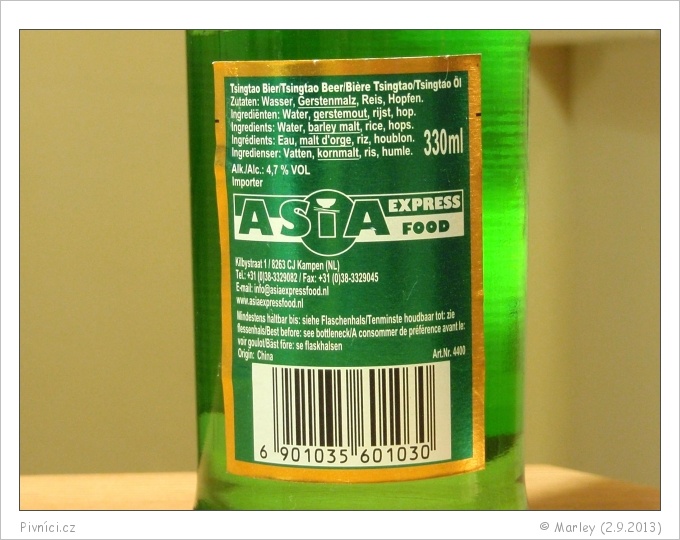 Tsingtao Bier/Tsingtao Beer/Bière Tsingtao/Tsingtao Öl
Zutaten: Wasser, Gerstenmalz, Reis, Hopfen.
Ingrediënten: Water, gerstemout, rijst, hop.
Ingredients: Water, barley malt, rice, hops.
Ingrédients: Eau, malt d'orge, riz, houblon.
Ingredienser: Vatten, kornmalt, ris, humle.
330ml
Alk./Alc.: 4,7 % VOL
Importer
ASIA EXPRESS
FOOD
Kilbystraat 1 / 8263 CJ Kampen (NL)
Tel.: +31 (0)38-3329082 / Fax: +31 (0)38-3329045
E-mail: info@asiaexpressfood.nl
www.asiaexpressfood.nl
Mindestens haltbar bis: siehe Flaschenhals/Tenminste houdbaar tot: zie
flessenhals/Best before: see bottleneck/A consommer de préférence avant le:
voir goulot/Bäst före: se flaskhalsen
Origin: China
Art.Nr. 4400
6 901035 601030
Pivníci.cz
© Marley (2.9.2013)